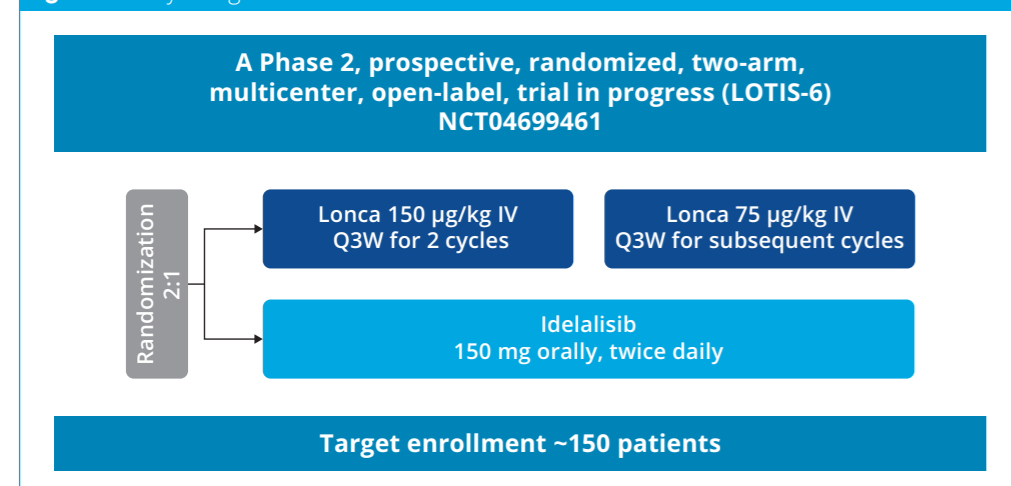 A Phase 2, prospective, randomized, two-arm,
multicenter, open-label, trial in progress (LOTIS-6)
NCT04699461
Randomization
2:1
Lonca 150 µg/kg IV
Q3W for 2 cycles
Lonca 75 µg/kg IV
Q3W for subsequent cycles
Idelalisib
150 mg orally, twice daily
Target enrollment ~150 patients